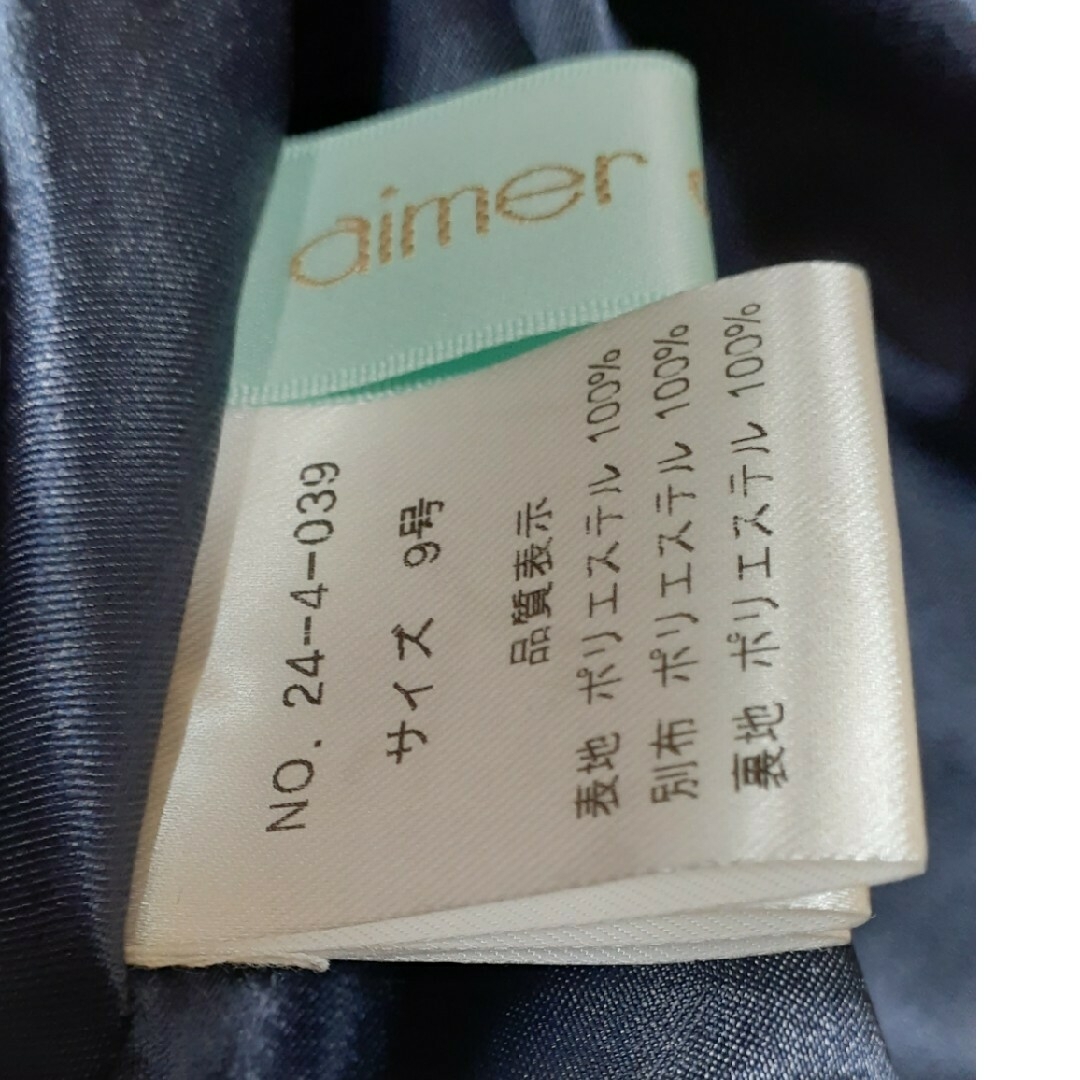 aimer
NO. 24-4-039
サイズ 9号
品質表示
表地 ポリエステル 100%
別布 ポリエステル 100%
裏地 ポリエステル 100%